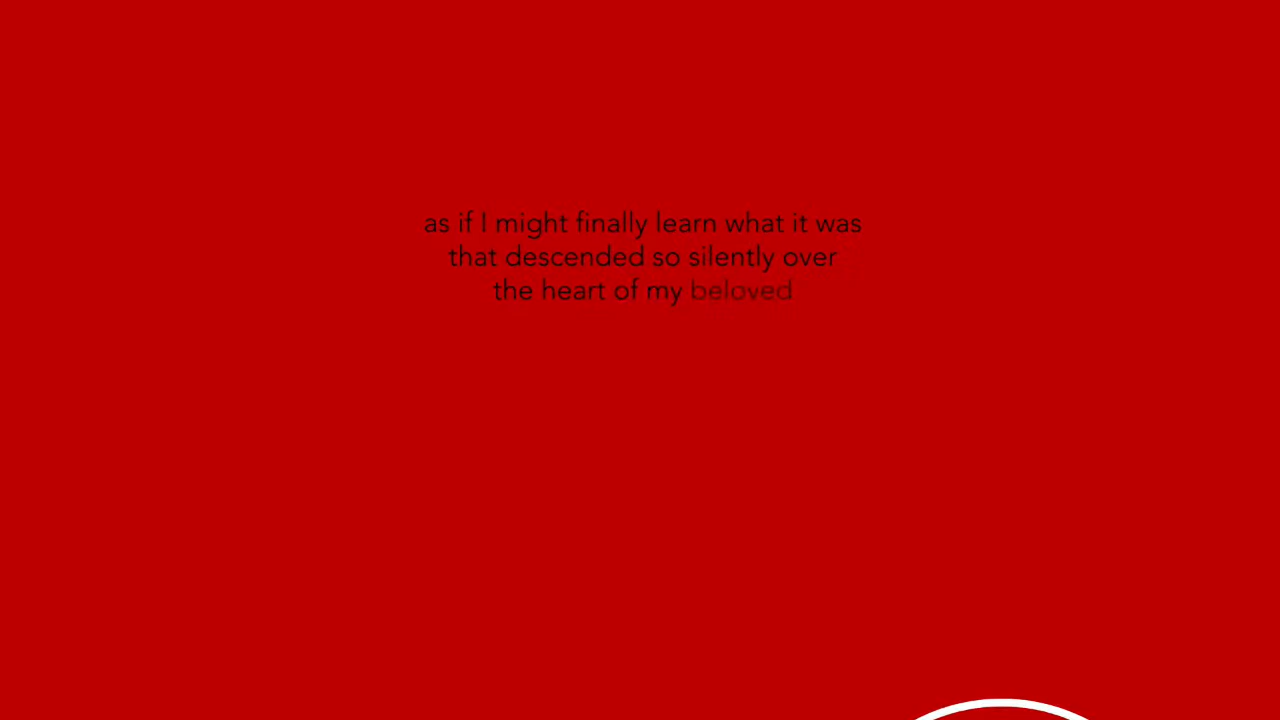 as if I might finally learn what it was
that descended so silently over
the heart of my beloved